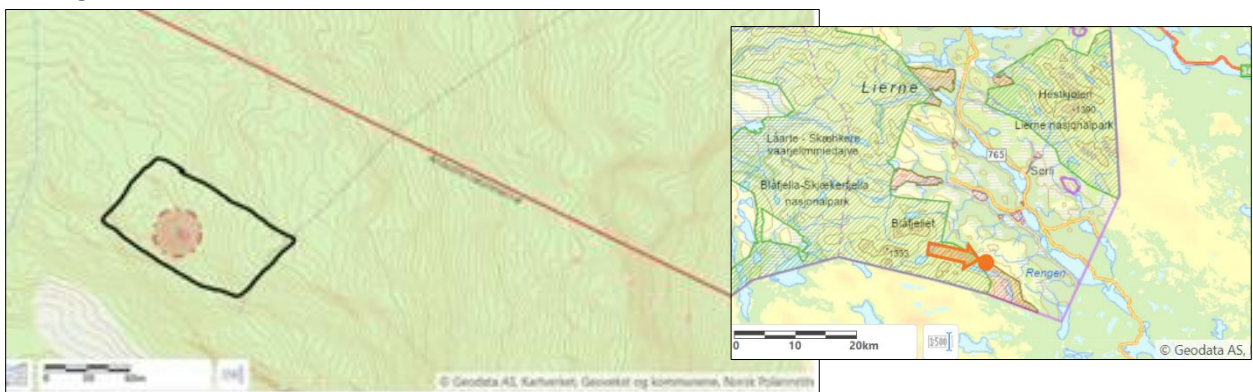 © Geodata AS, Kartverket, Geovekst og kommunene, Norsk Polarinstitutt
Lierne
Hestkjølen
1390
Lierne nasjonalpark
Låarte - Skæhkere
vaarjelimmiedajve
Blåfjella-Skjækerfjella
nasjonalpark
765
Sørli
Blåfjellet
1333
Rengen
0 10 20km
© Geodata AS,